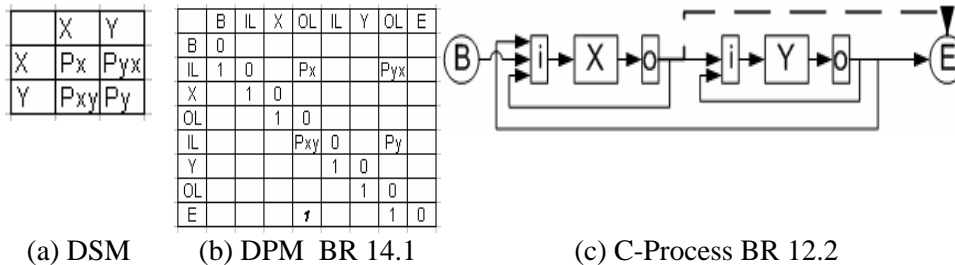 X Y
X Px Pyx
Y Pxy Py
(a) DSM
B IL X OL IL Y OL E
B 0
IL 1 0 Px Pyx
X 1 0
OL 1 0
IL Pxy 0 Py
Y 1 0
OL 1 0
E 1 1 0
(b) DPM BR 14.1
B i X o i Y o E
(c) C-Process BR 12.2